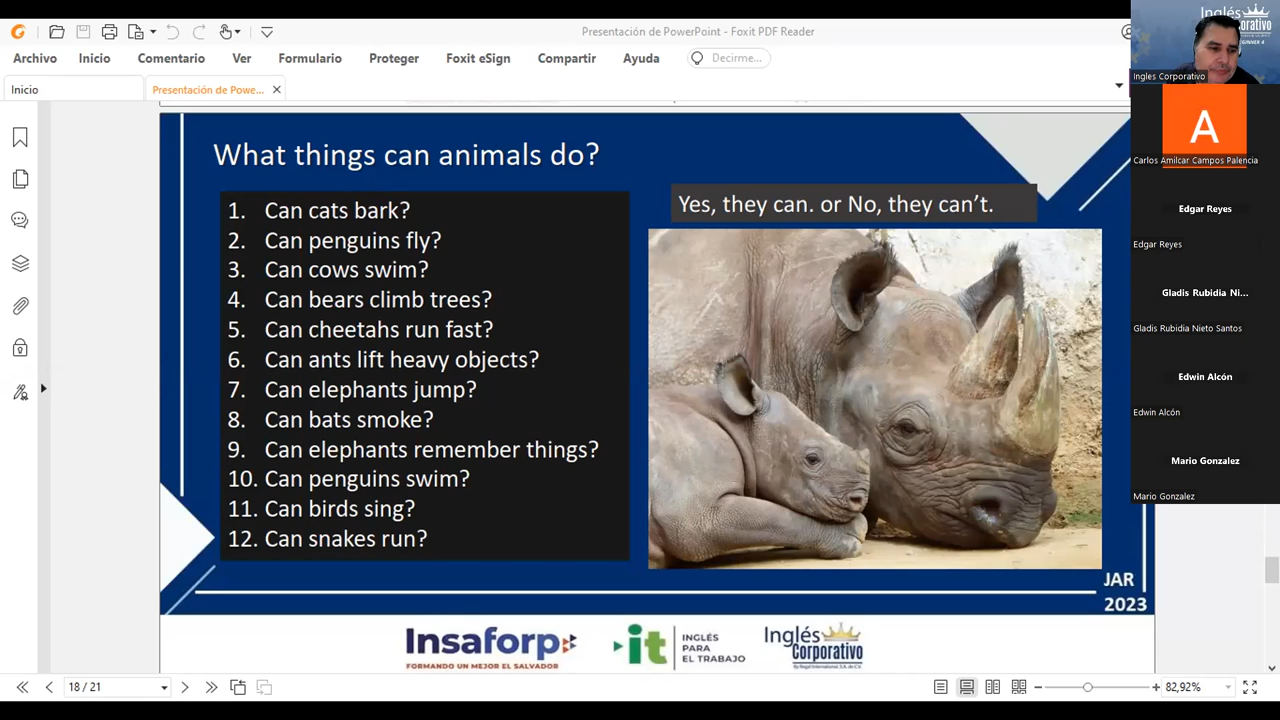 Presentación de PowerPoint - Foxit PDF Reader
Archivo Inicio Comentario Ver Formulario Proteger Foxit eSign Compartir Ayuda Decirme...
Inicio Presentación de Powe...
What things can animals do?
Yes, they can. or No, they can't.
1. Can cats bark?
2. Can penguins fly?
3. Can cows swim?
4. Can bears climb trees?
5. Can cheetahs run fast?
6. Can ants lift heavy objects?
7. Can elephants jump?
8. Can bats smoke?
9. Can elephants remember things?
10. Can penguins swim?
11. Can birds sing?
12. Can snakes run?
JAR
2023
Insaforp
FORMANDO UN MEJOR EL SALVADOR
it
INGLÉS
PARA
EL TRABAJO
Inglés
Corporativo
18 / 21
82,92%
Inglés
Ingles Corporativo
A
Carlos Amilcar Campos Palencia
Edgar Reyes
Edgar Reyes
Gladis Rubidia Ni...
Gladis Rubidia Nieto Santos
Edwin Alcón
Edwin Alcón
Mario Gonzalez
Mario Gonzalez